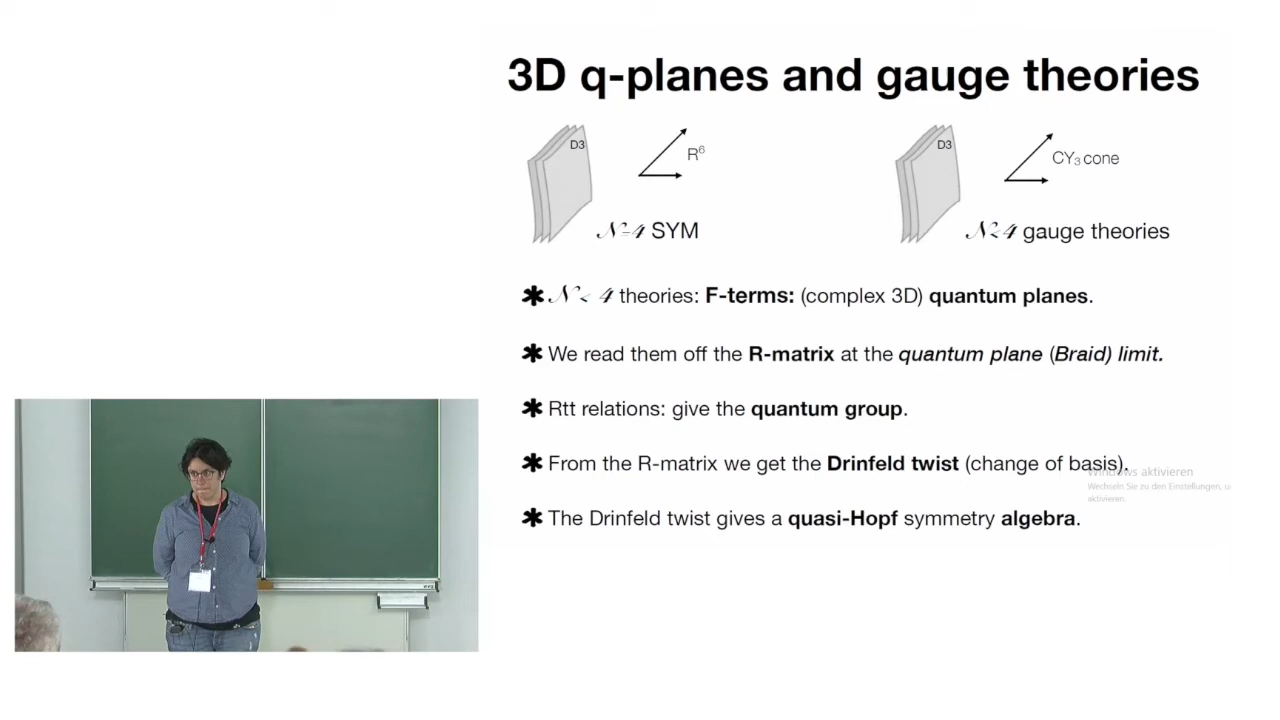 3D q-planes and gauge theories
D3
R⁶
𝒩=4 SYM
D3
CY₃ cone
𝒩<4 gauge theories
✱ 𝒩 < 4 theories: F-terms: (complex 3D) quantum planes.
✱ We read them off the R-matrix at the quantum plane (Braid) limit.
✱ Rtt relations: give the quantum group.
✱ From the R-matrix we get the Drinfeld twist (change of basis).
Windows aktivieren
Wechseln Sie zu den Einstellungen, u
aktivieren.
✱ The Drinfeld twist gives a quasi-Hopf symmetry algebra.